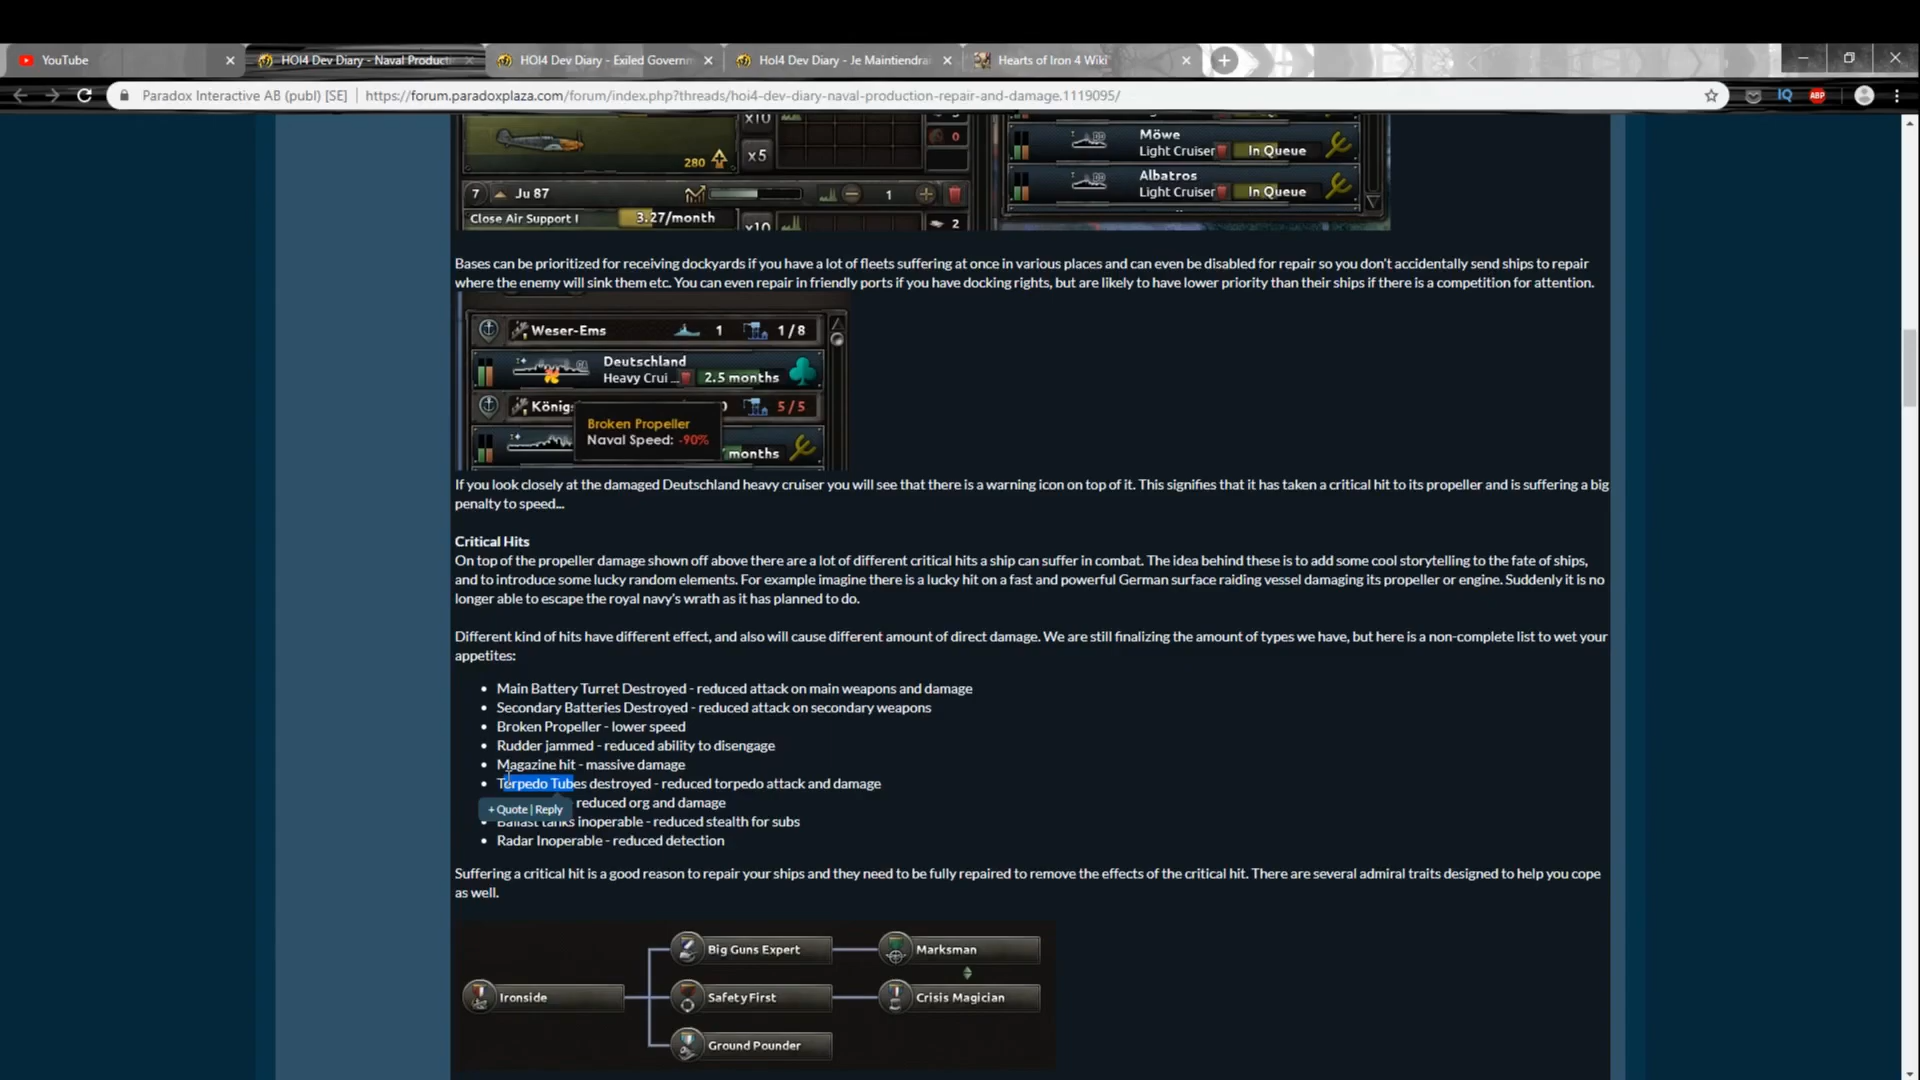 YouTube
HOI4 Dev Diary - Naval Producti
HOI4 Dev Diary - Exiled Governm
HoI4 Dev Diary - Je Maintiendrai
Hearts of Iron 4 Wiki
Paradox Interactive AB (publ) [SE] | https://forum.paradoxplaza.com/forum/index.php?threads/hoi4-dev-diary-naval-production-repair-and-damage.1119095/
IQ
ABP
x10
280
x5
0
7 Ju 87 1
Close Air Support I 3.27/month
x10
2
Möwe
Light Cruiser In Queue
Albatros
Light Cruiser In Queue
Bases can be prioritized for receiving dockyards if you have a lot of fleets suffering at once in various places and can even be disabled for repair so you don't accidentally send ships to repair
where the enemy will sink them etc. You can even repair in friendly ports if you have docking rights, but are likely to have lower priority than their ships if there is a competition for attention.
Weser-Ems 1 1/8
Deutschland
Heavy Crui ... 2.5 months
König 0 5/5
Broken Propeller
Naval Speed: -90%
months
If you look closely at the damaged Deutschland heavy cruiser you will see that there is a warning icon on top of it. This signifies that it has taken a critical hit to its propeller and is suffering a big
penalty to speed...
Critical Hits
On top of the propeller damage shown off above there are a lot of different critical hits a ship can suffer in combat. The idea behind these is to add some cool storytelling to the fate of ships,
and to introduce some lucky random elements. For example imagine there is a lucky hit on a fast and powerful German surface raiding vessel damaging its propeller or engine. Suddenly it is no
longer able to escape the royal navy's wrath as it has planned to do.
Different kind of hits have different effect, and also will cause different amount of direct damage. We are still finalizing the amount of types we have, but here is a non-complete list to wet your
appetites:
• Main Battery Turret Destroyed - reduced attack on main weapons and damage
• Secondary Batteries Destroyed - reduced attack on secondary weapons
• Broken Propeller - lower speed
• Rudder jammed - reduced ability to disengage
• Magazine hit - massive damage
• Torpedo Tubes destroyed - reduced torpedo attack and damage
+ Quote | Reply
reduced org and damage
• Ballast tanks inoperable - reduced stealth for subs
• Radar Inoperable - reduced detection
Suffering a critical hit is a good reason to repair your ships and they need to be fully repaired to remove the effects of the critical hit. There are several admiral traits designed to help you cope
as well.
Big Guns Expert
Marksman
Ironside
Safety First
Crisis Magician
Ground Pounder